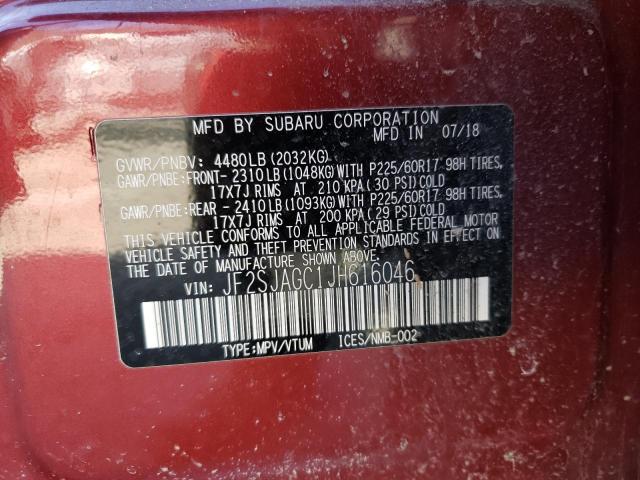 MFD BY SUBARU CORPORATION
MFD IN 07/18
GVWR/PNBV: 4480LB (2032KG)
GAWR/PNBE:FRONT- 2310LB (1048KG)WITH P225/60R17 98H TIRES,
17X7J RIMS AT 210 KPA (30 PSI)COLD
GAWR/PNBE:REAR - 2410LB (1093KG)WITH P225/60R17 98H TIRES,
17X7J RIMS AT 200 KPA (29 PSI)COLD
THIS VEHICLE CONFORMS TO ALL APPLICABLE FEDERAL MOTOR
VEHICLE SAFETY AND THEFT PREVENTION STANDARDS IN EFFECT ON
THE DATE OF MANUFACTURE SHOWN ABOVE.
VIN: JF2SJAGC1JH616046
TYPE:MPV/VTUM ICES/NMB-002